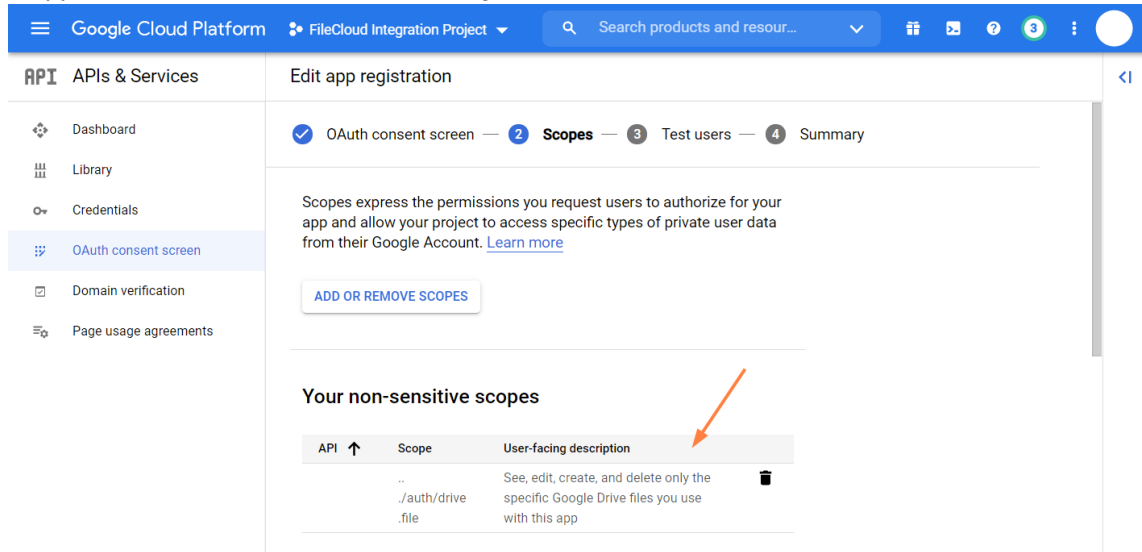 Google Cloud Platform
FileCloud Integration Project
Search products and resour...
3
API APIs & Services
Edit app registration
Dashboard
Library
Credentials
OAuth consent screen
Domain verification
Page usage agreements
OAuth consent screen — 2 Scopes — 3 Test users — 4 Summary
Scopes express the permissions you request users to authorize for your
app and allow your project to access specific types of private user data
from their Google Account. Learn more
ADD OR REMOVE SCOPES
Your non-sensitive scopes
API Scope User-facing description
.. See, edit, create, and delete only the
./auth/drive specific Google Drive files you use
.file with this app